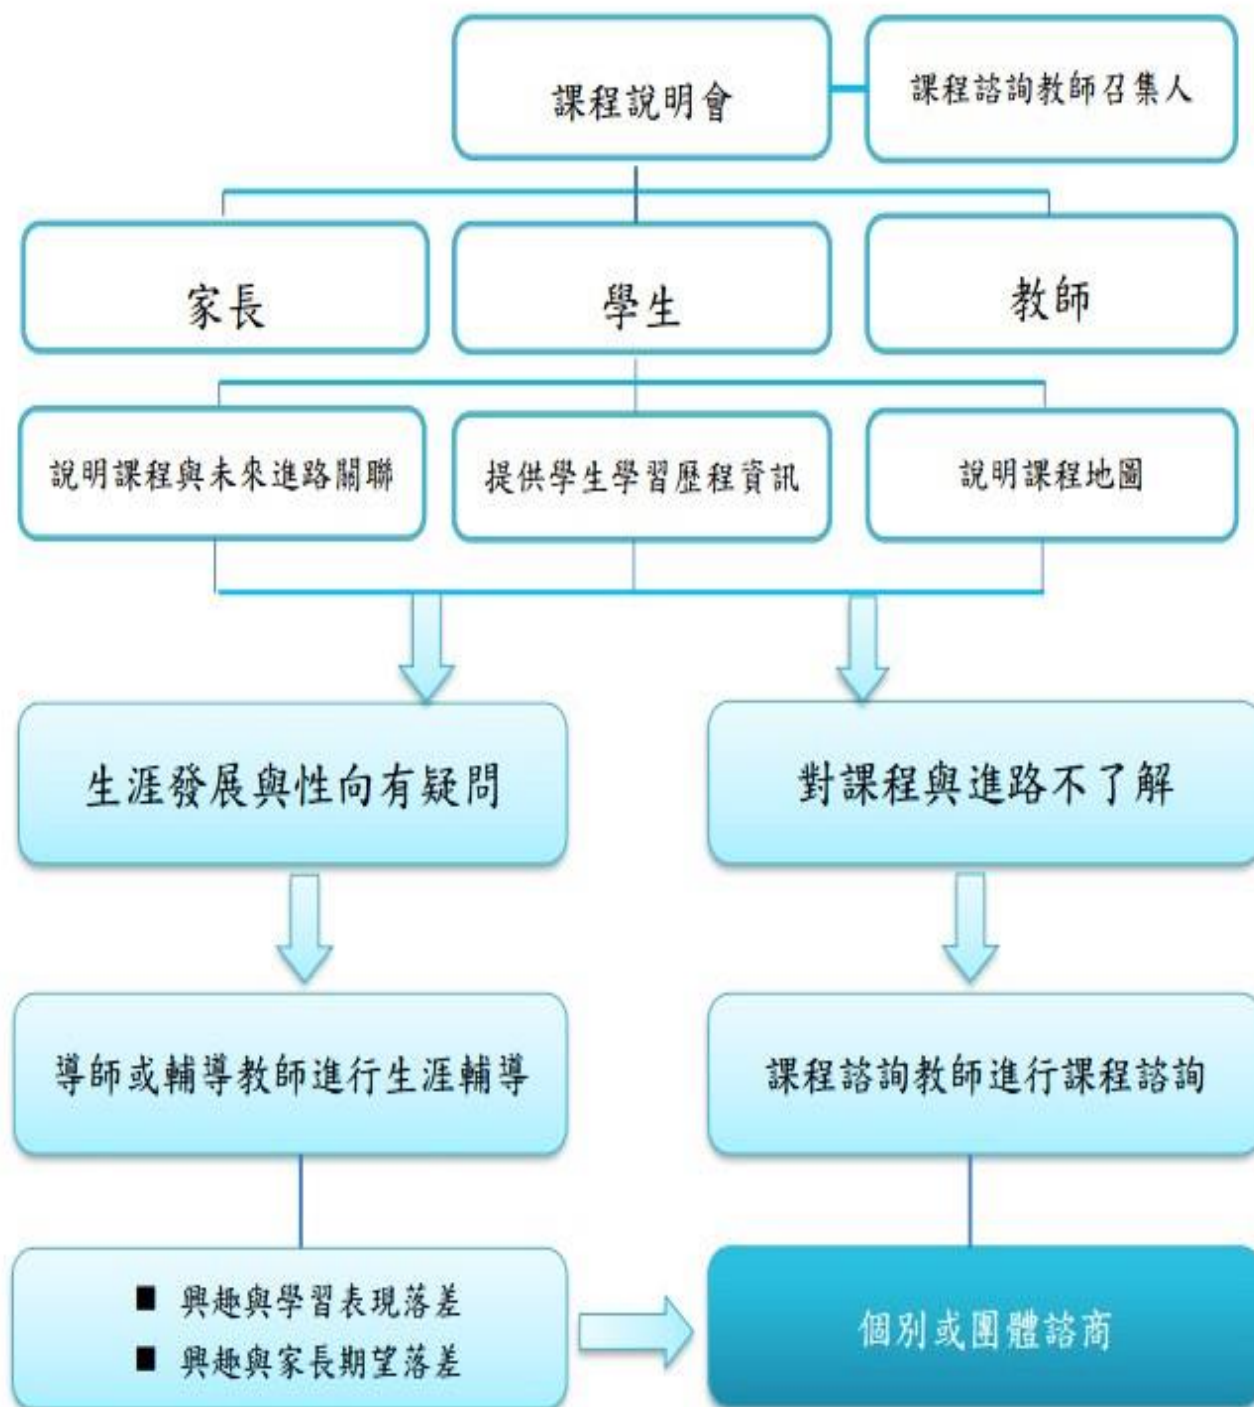 課程說明會
課程諮詢教師召集人
家長
學生
教師
說明課程與未來進路關聯
提供學生學習歷程資訊
說明課程地圖
生涯發展與性向有疑問
對課程與進路不了解
導師或輔導教師進行生涯輔導
課程諮詢教師進行課程諮詢
■ 興趣與學習表現落差
■ 興趣與家長期望落差
個別或團體諮商